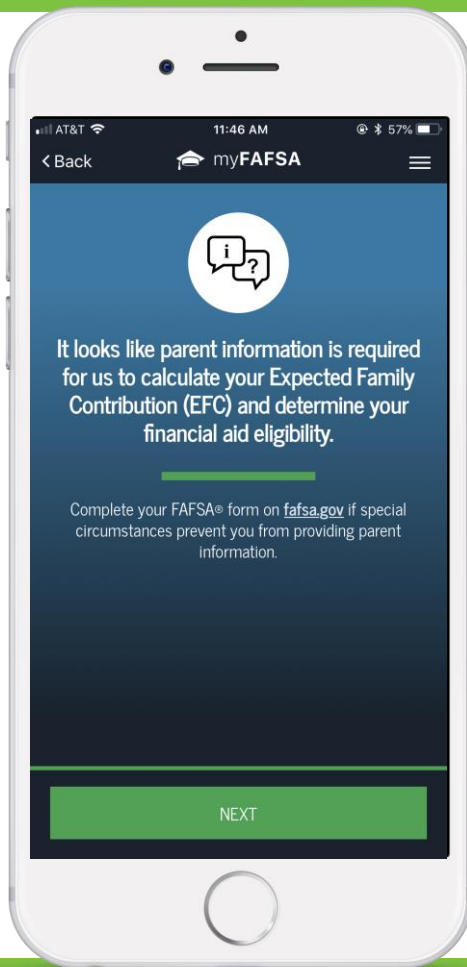 AT&T 11:46 AM 57%
< Back myFAFSA
i ?
It looks like parent information is required
for us to calculate your Expected Family
Contribution (EFC) and determine your
financial aid eligibility.
Complete your FAFSA® form on fafsa.gov if special
circumstances prevent you from providing parent
information.
NEXT